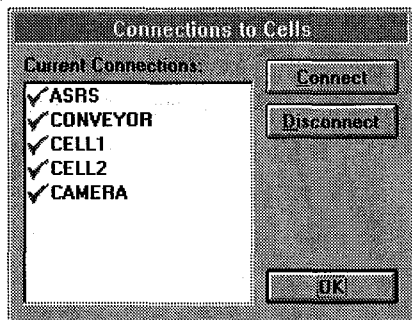 Connections to Cells
Current Connections:
ASRS
CONVEYOR
CELL1
CELL2
CAMERA
Connect
Disconnect
OK